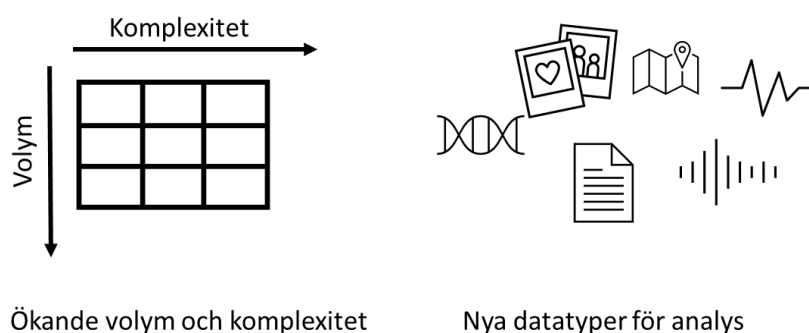 Komplexitet
Volym
Ökande volym och komplexitet
Nya datatyper för analys